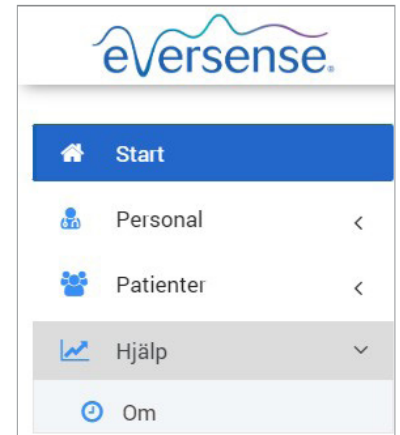 eversense®
Start
Personal
Patienter
Hjälp
Om